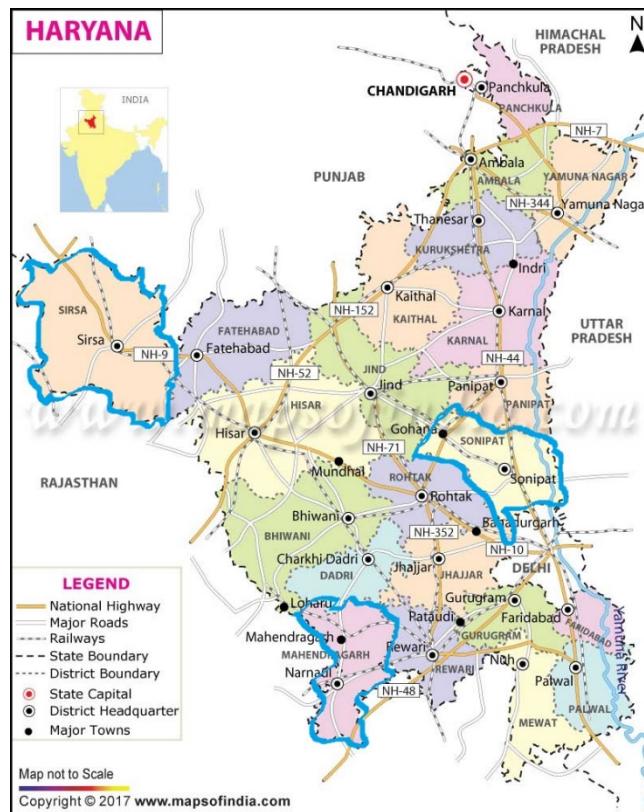 HARYANA
INDIA
N
HIMACHAL
PRADESH
CHANDIGARH
Panchkula
PANCHKULA
NH-7
PUNJAB
Ambala
AMBALA
YAMUNA NAGAR
NH-344
Yamuna Naga
Thanesar
KURUKSHETRA
Indri
SIRSA
Sirsa
NH-9
FATEHABAD
Fatehabad
NH-152
Kaithal
KAITHAL
Karnal
KARNAL
UTTAR
PRADESH
NH-52
JIND
Jind
NH-44
Panipat
PANIPAT
HISAR
Hisar
www.mapsofindia.com
Gohana
SONIPAT
Sonipat
NH-71
Mundhal
RAJASTHAN
ROHTAK
Rohtak
Bhiwani
BHIWANI
NH-352
Bahadurgarh
NH-10
Charkhi Dadri
DADRI
Jhajjar
JHAJJAR
DELHI
Loharu
Mahendragarh
MAHENDRAGARH
Narnaul
Pataudi
Gurugram
GURUGRAM
Faridabad
FARIDABAD
Yamuna River
Rewari
REWARI
Nuh
Palwal
PALWAL
MEWAT
NH-48
LEGEND
National Highway
Major Roads
Railways
State Boundary
District Boundary
State Capital
District Headquarter
Major Towns
Map not to Scale
Copyright © 2017 www.mapsofindia.com